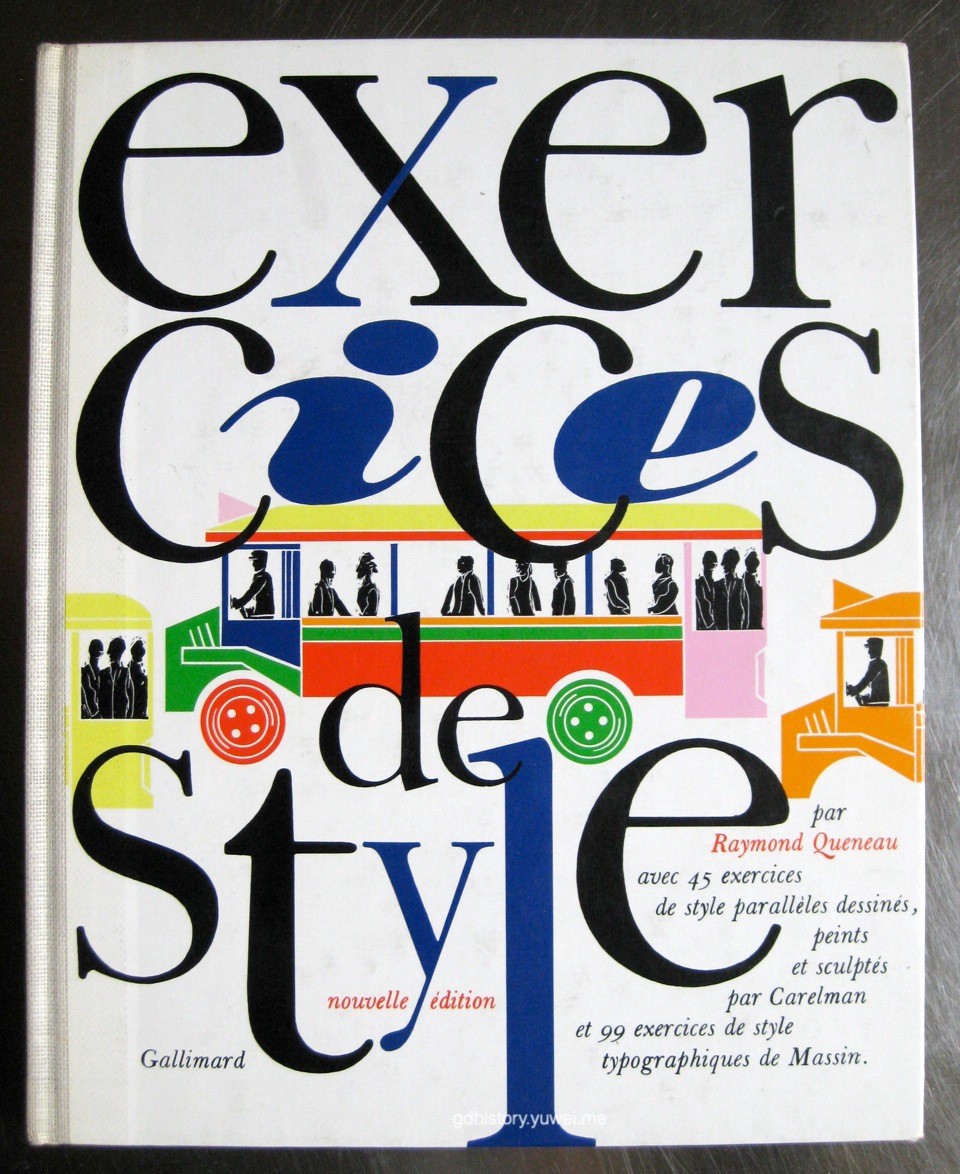 exer
cices
de
style
par
Raymond Queneau
avec 45 exercices
de style parallèles dessinés,
peints
et sculptés
par Carelman
et 99 exercices de style
typographiques de Massin.
nouvelle édition
Gallimard
gdhistory.yuwei.me